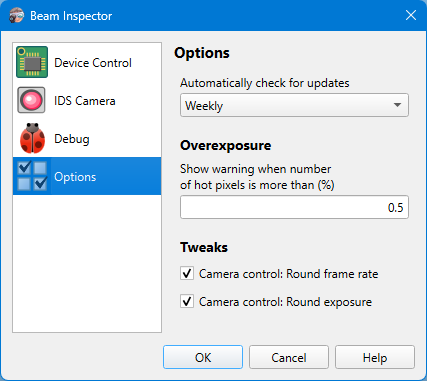 Beam Inspector
Device Control
IDS Camera
Debug
Options
Options
Automatically check for updates
Weekly
Overexposure
Show warning when number
of hot pixels is more than (%)
0.5
Tweaks
Camera control: Round frame rate
Camera control: Round exposure
OK
Cancel
Help